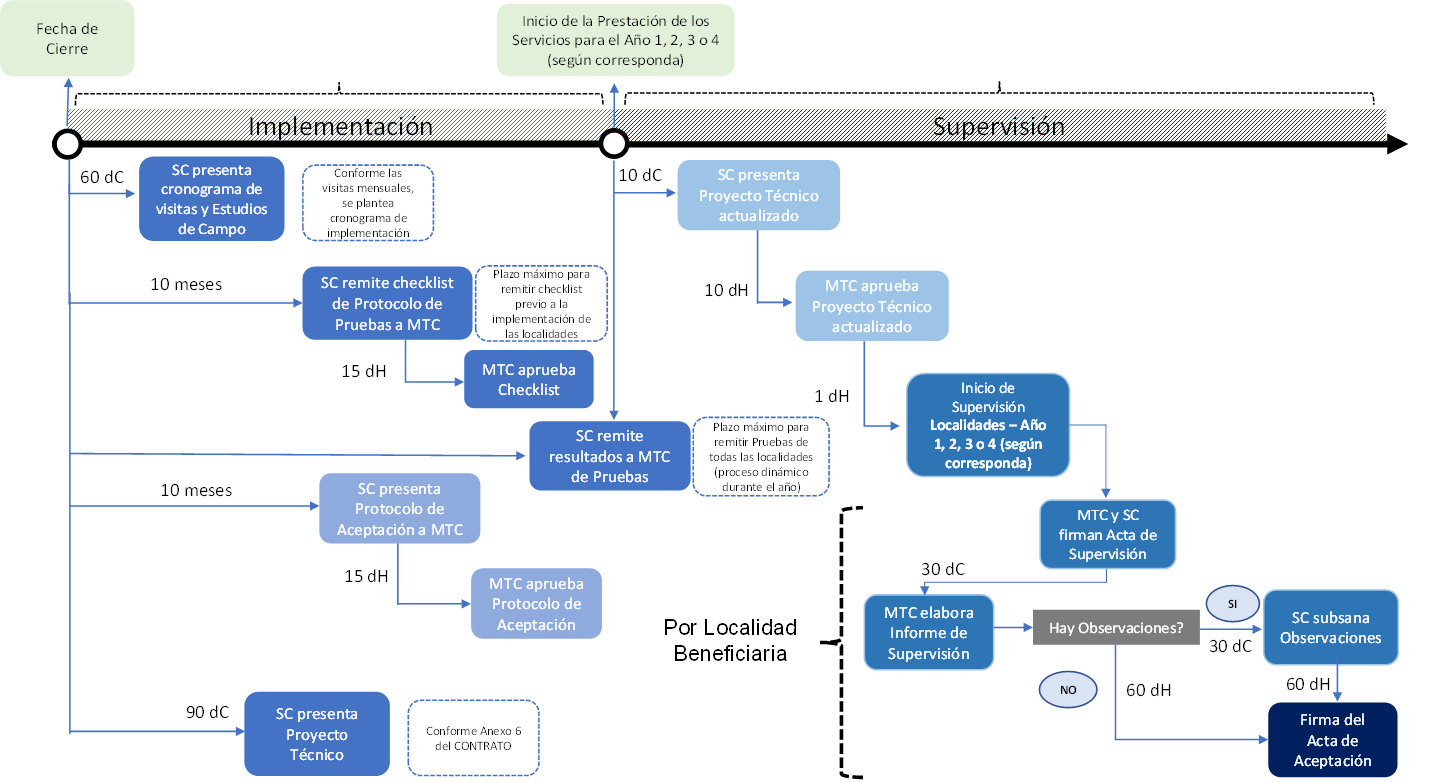 Fecha de
Cierre
Inicio de la Prestación de los
Servicios para el Año 1, 2, 3 o 4
(según corresponda)
Implementación
Supervisión
60 dC
SC presenta
cronograma de
visitas y Estudios
de Campo
Conforme las
visitas mensuales,
se plantea
cronograma de
implementación
10 dC
SC presenta
Proyecto Técnico
actualizado
10 meses
SC remite checklist
de Protocolo de
Pruebas a MTC
Plazo máximo para
remitir checklist
previo a la
implementación de
las localidades
10 dH
MTC aprueba
Proyecto Técnico
actualizado
15 dH
MTC aprueba
Checklist
1 dH
Inicio de
Supervisión
Localidades – Año
1, 2, 3 o 4 (según
corresponda)
SC remite
resultados a MTC
de Pruebas
Plazo máximo para
remitir Pruebas de
todas las localidades
(proceso dinámico
durante el año)
10 meses
SC presenta
Protocolo de
Aceptación a MTC
MTC y SC
firman Acta de
Supervisión
15 dH
MTC aprueba
Protocolo de
Aceptación
30 dC
Por Localidad
Beneficiaria
MTC elabora
Informe de
Supervisión
Hay Observaciones?
SI
30 dC
SC subsana
Observaciones
NO
60 dH
60 dH
Firma del
Acta de
Aceptación
90 dC
SC presenta
Proyecto
Técnico
Conforme Anexo 6
del CONTRATO